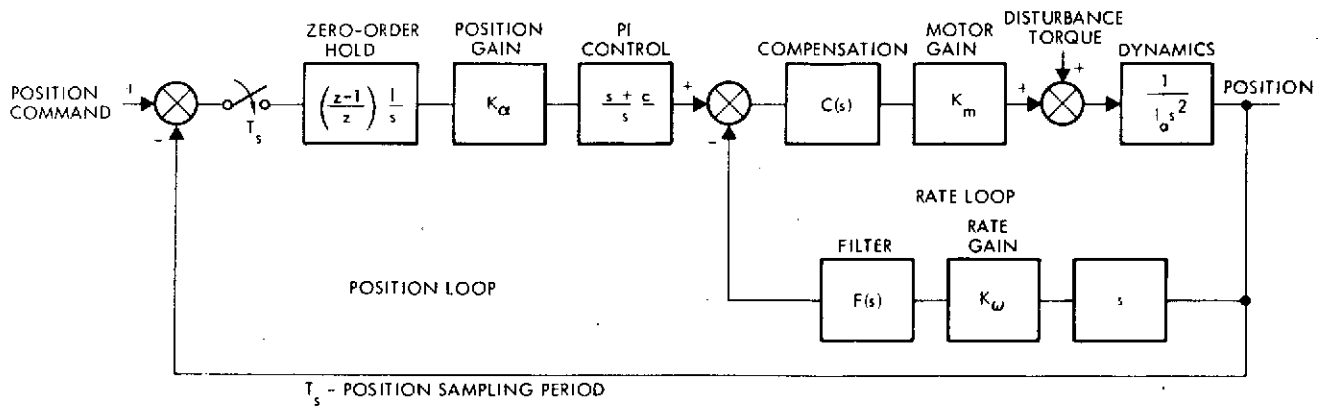 DISTURBANCE
TORQUE
ZERO-ORDER
HOLD
POSITION
GAIN
PI
CONTROL
COMPENSATION
MOTOR
GAIN
DYNAMICS
POSITION
COMMAND
+
-
T_s
(z-1/z) 1/s
K_α
s + c / s
+
-
C(s)
K_m
+
+
1 / I_a s²
POSITION
RATE LOOP
FILTER
RATE
GAIN
F(s)
K_ω
s
POSITION LOOP
T_s - POSITION SAMPLING PERIOD